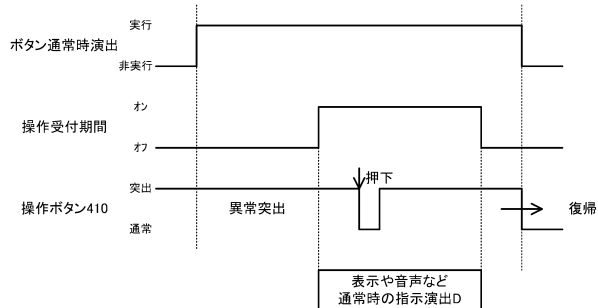 実行
ボタン通常時演出
非実行
オン
操作受付期間
オフ
突出
押下
操作ボタン410
異常突出
復帰
通常
表示や音声など
通常時の指示演出D